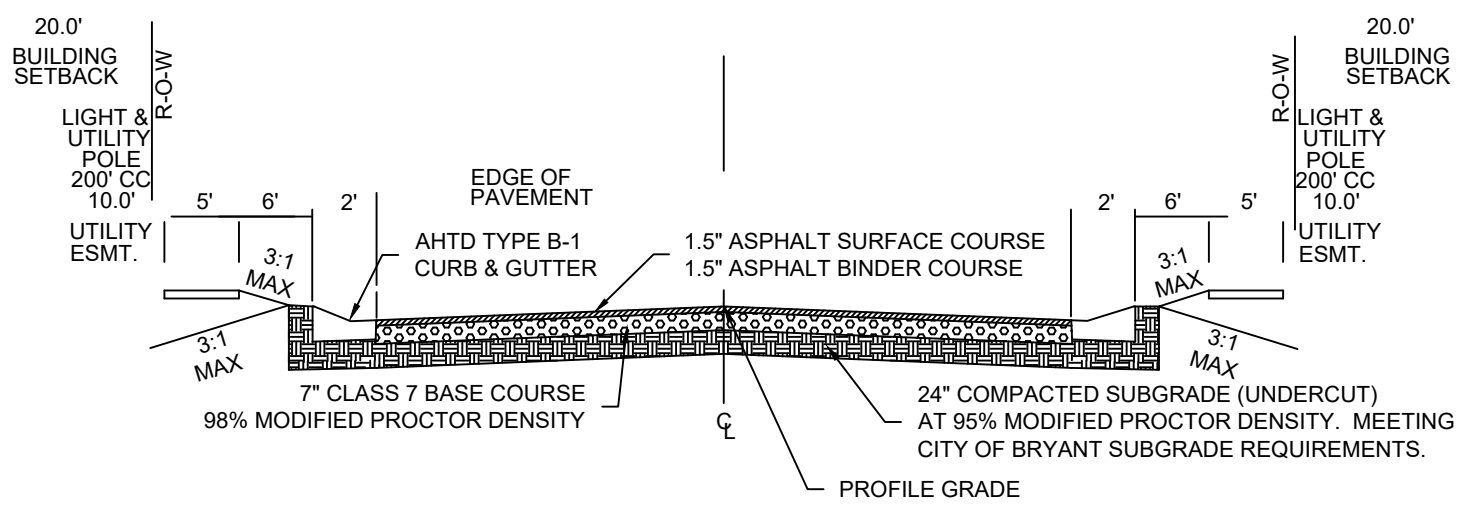 20.0'
BUILDING
SETBACK
R-O-W
LIGHT &
UTILITY
POLE
200' CC
10.0'
UTILITY
ESMT.
5'
6'
2'
EDGE OF
PAVEMENT
3:1
MAX
3:1
MAX
AHTD TYPE B-1
CURB & GUTTER
1.5" ASPHALT SURFACE COURSE
1.5" ASPHALT BINDER COURSE
2'
6'
5'
20.0'
BUILDING
SETBACK
R-O-W
LIGHT &
UTILITY
POLE
200' CC
10.0'
UTILITY
ESMT.
3:1
MAX
3:1
MAX
7" CLASS 7 BASE COURSE
98% MODIFIED PROCTOR DENSITY
CL
24" COMPACTED SUBGRADE (UNDERCUT)
AT 95% MODIFIED PROCTOR DENSITY. MEETING
CITY OF BRYANT SUBGRADE REQUIREMENTS.
PROFILE GRADE